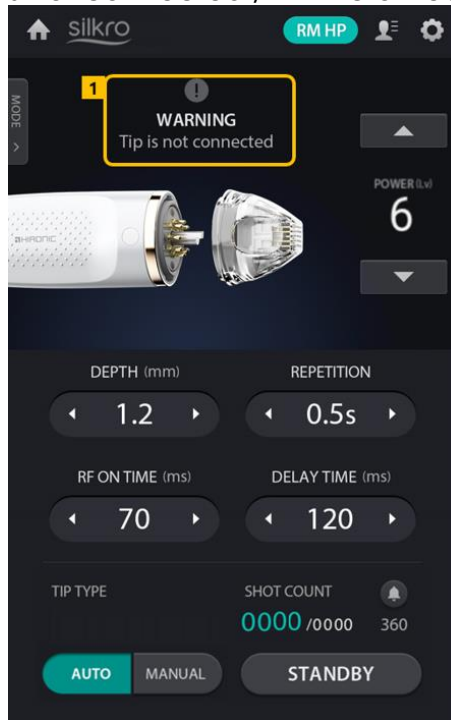 silkro
RM HP
MODE
1
WARNING
Tip is not connected
POWER (Lv)
6
HIRONIC
DEPTH (mm)
REPETITION
1.2
0.5s
RF ON TIME (ms)
DELAY TIME (ms)
70
120
TIP TYPE
SHOT COUNT
0000 /0000
360
AUTO
MANUAL
STANDBY